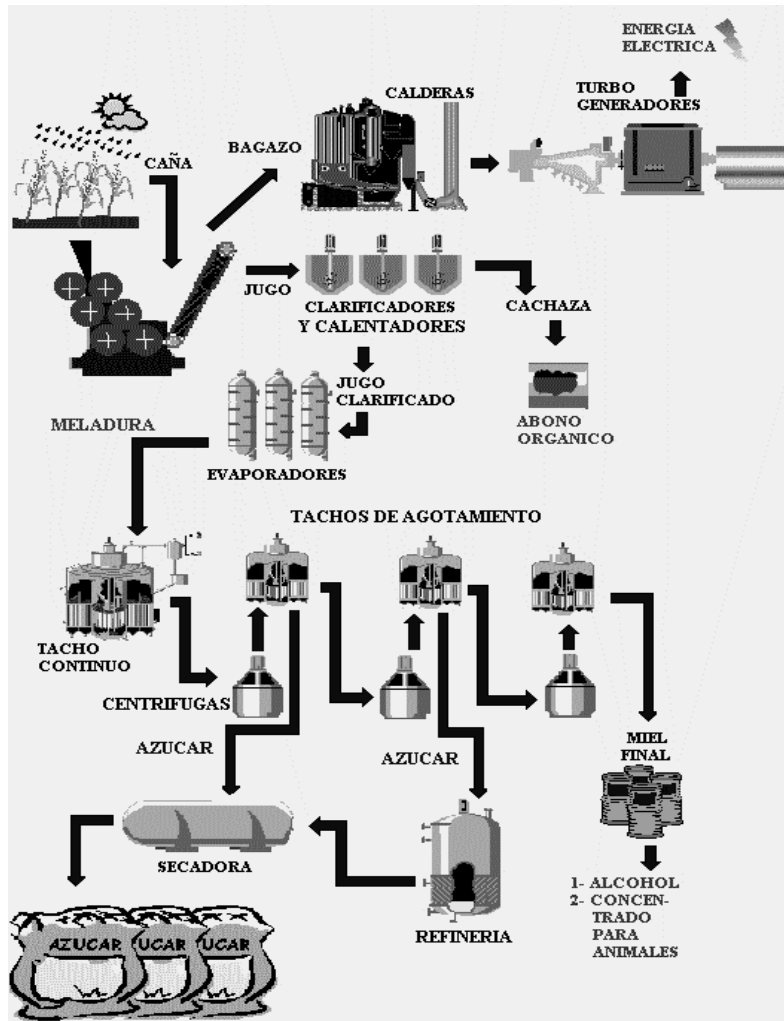 ENERGIA
ELECTRICA
CALDERAS
TURBO
GENERADORES
BAGAZO
CAÑA
JUGO
CLARIFICADORES
Y CALENTADORES
CACHAZA
JUGO
CLARIFICADO
ABONO
ORGANICO
MELADURA
EVAPORADORES
TACHOS DE AGOTAMIENTO
TACHO
CONTINUO
CENTRIFUGAS
AZUCAR
AZUCAR
MIEL
FINAL
SECADORA
REFINERIA
1- ALCOHOL
2- CONCEN-
TRADO
PARA
ANIMALES
AZUCAR
UCAR
UCAR